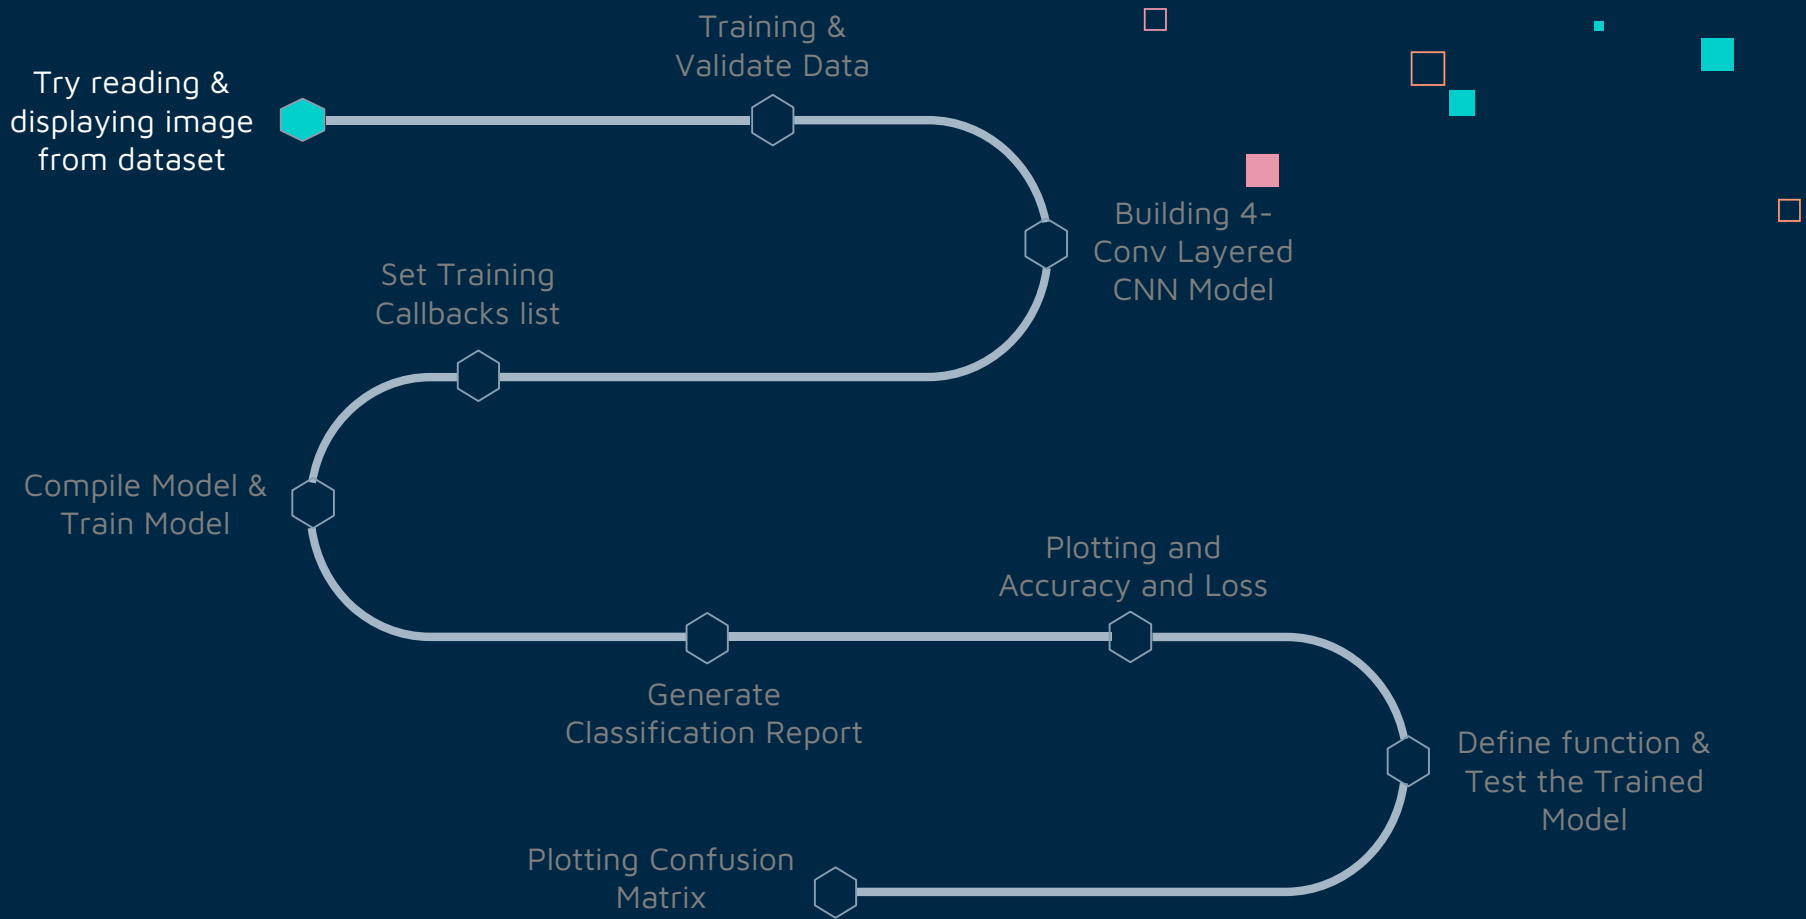 Try reading &
displaying image
from dataset
Training &
Validate Data
Building 4-
Conv Layered
CNN Model
Set Training
Callbacks list
Compile Model &
Train Model
Generate
Classification Report
Plotting and
Accuracy and Loss
Define function &
Test the Trained
Model
Plotting Confusion
Matrix